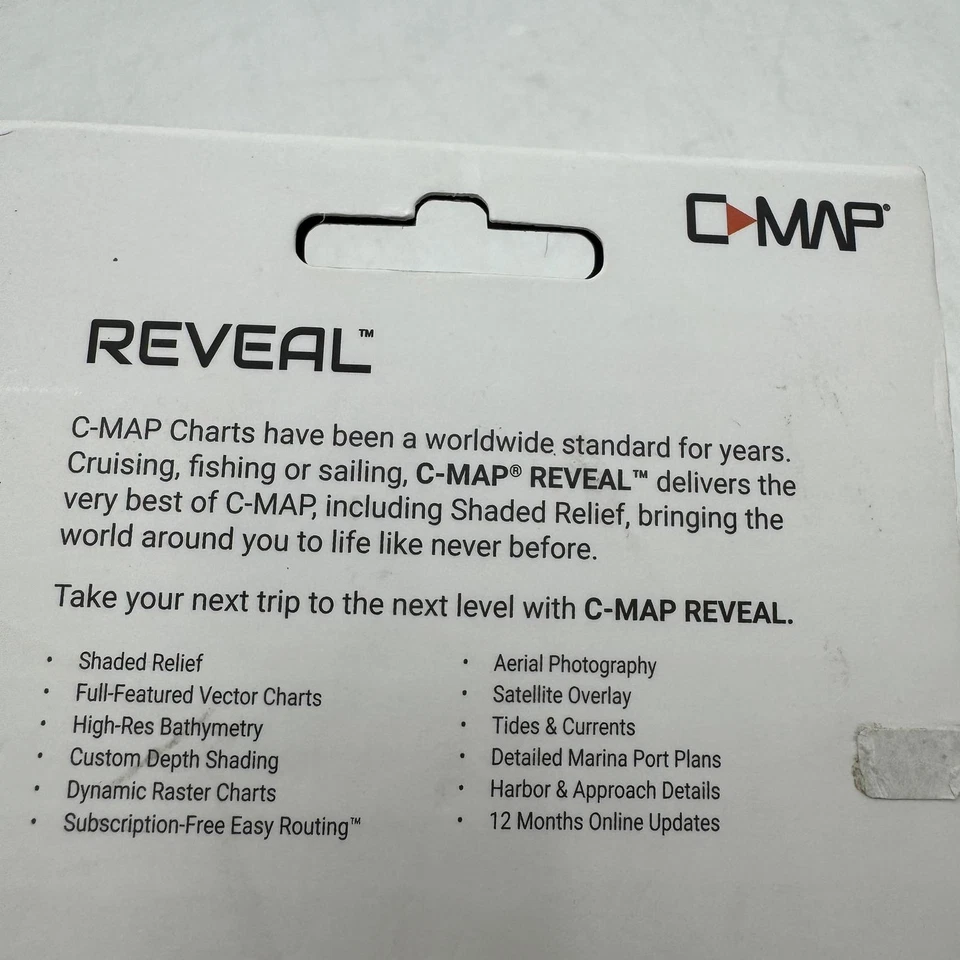 C-MAP®
REVEAL™
C-MAP Charts have been a worldwide standard for years.
Cruising, fishing or sailing, C-MAP® REVEAL™ delivers the
very best of C-MAP, including Shaded Relief, bringing the
world around you to life like never before.
Take your next trip to the next level with C-MAP REVEAL.
• Shaded Relief
• Full-Featured Vector Charts
• High-Res Bathymetry
• Custom Depth Shading
• Dynamic Raster Charts
• Subscription-Free Easy Routing™
• Aerial Photography
• Satellite Overlay
• Tides & Currents
• Detailed Marina Port Plans
• Harbor & Approach Details
• 12 Months Online Updates